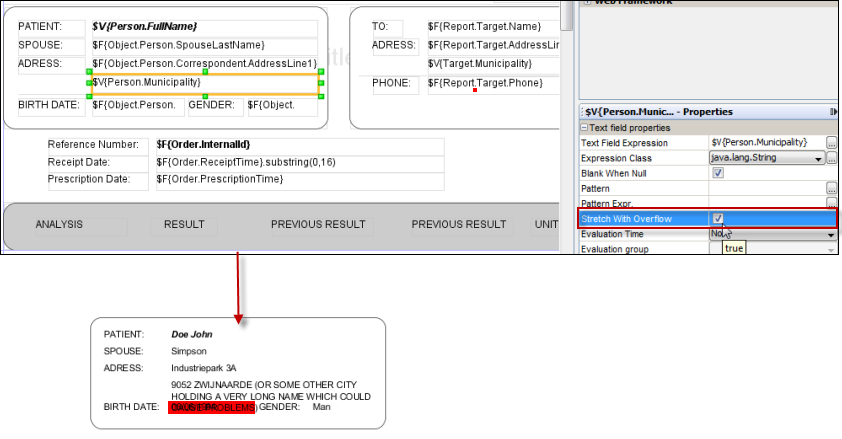 Web Framework
PATIENT: $V{Person.FullName}
SPOUSE: $F{Object.Person.SpouseLastName}
ADRESS: $F{Object.Person.Correspondent.AddressLine1}
$V{Person.Municipality}
BIRTH DATE: $F{Object.Person. GENDER: $F{Object.
TO: $F{Report.Target.Name}
ADRESS: $F{Report.Target.AddressLin
$V{Target.Municipality}
PHONE: $F{Report.Target.Phone}
Reference Number: $F{Order.InternalId}
Receipt Date: $F{Order.ReceiptTime}.substring(0,16)
Prescription Date: $F{Order.PrescriptionTime}
ANALYSIS RESULT PREVIOUS RESULT PREVIOUS RESULT UNIT
$V{Person.Munic... - Properties
Text field properties
Text Field Expression $V{Person.Municipality} ...
Expression Class java.lang.String ...
Blank When Null
Pattern ...
Pattern Expr. ...
Stretch With Overflow
Evaluation Time No
Evaluation group true
PATIENT: Doe John
SPOUSE: Simpson
ADRESS: Industriepark 3A
9052 ZWIJNAARDE (OR SOME OTHER CITY
HOLDING A VERY LONG NAME WHICH COULD
CAUSE PROBLEMS)
BIRTH DATE: GENDER: Man